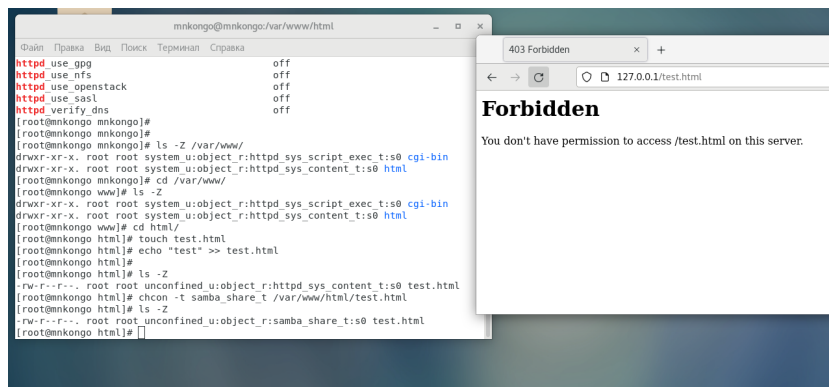 mnkongo@mnkongo:/var/www/html
Файл Правка Вид Поиск Терминал Справка
httpd_use_gpg off
httpd_use_nfs off
httpd_use_openstack off
httpd_use_sasl off
httpd_verify_dns off
[root@mnkongo mnkongo]#
[root@mnkongo mnkongo]#
[root@mnkongo mnkongo]# ls -Z /var/www/
drwxr-xr-x. root root system_u:object_r:httpd_sys_script_exec_t:s0 cgi-bin
drwxr-xr-x. root root system_u:object_r:httpd_sys_content_t:s0 html
[root@mnkongo mnkongo]# cd /var/www/
[root@mnkongo www]# ls -Z
drwxr-xr-x. root root system_u:object_r:httpd_sys_script_exec_t:s0 cgi-bin
drwxr-xr-x. root root system_u:object_r:httpd_sys_content_t:s0 html
[root@mnkongo www]# cd html/
[root@mnkongo html]# touch test.html
[root@mnkongo html]# echo "test" >> test.html
[root@mnkongo html]#
[root@mnkongo html]# ls -Z
-rw-r--r--. root root unconfined_u:object_r:httpd_sys_content_t:s0 test.html
[root@mnkongo html]# chcon -t samba_share_t /var/www/html/test.html
[root@mnkongo html]# ls -Z
-rw-r--r--. root root unconfined_u:object_r:samba_share_t:s0 test.html
[root@mnkongo html]#
403 Forbidden
127.0.0.1/test.html
Forbidden
You don't have permission to access /test.html on this server.